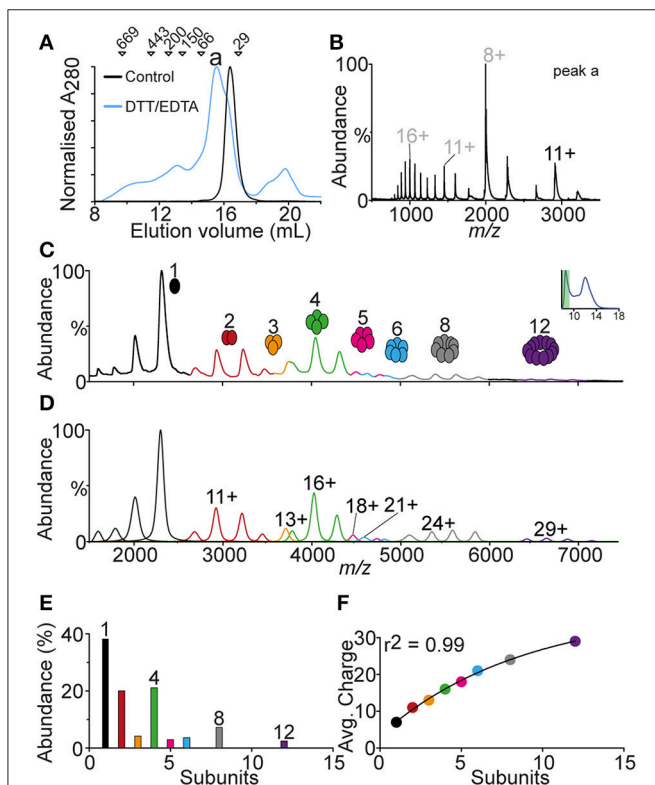 A
669 443 200 150 66 29
a
Control
DTT/EDTA
Normalised A280
8 12 16 20
Elution volume (mL)
B
8+
peak a
16+
11+
11+
Abundance
%
100
2000 3000
m/z
C
100
Abundance
%
1
2
3
4
5
6
8
12
10 14 18
D
100
Abundance
%
11+
13+
16+
18+
21+
24+
29+
2000 3000 4000 5000 6000 7000
m/z
E
Abundance (%)
40
20
0
1
4
8
12
0 5 10 15
Subunits
F
r2 = 0.99
Avg. Charge
30
20
10
0
0 5 10 15
Subunits